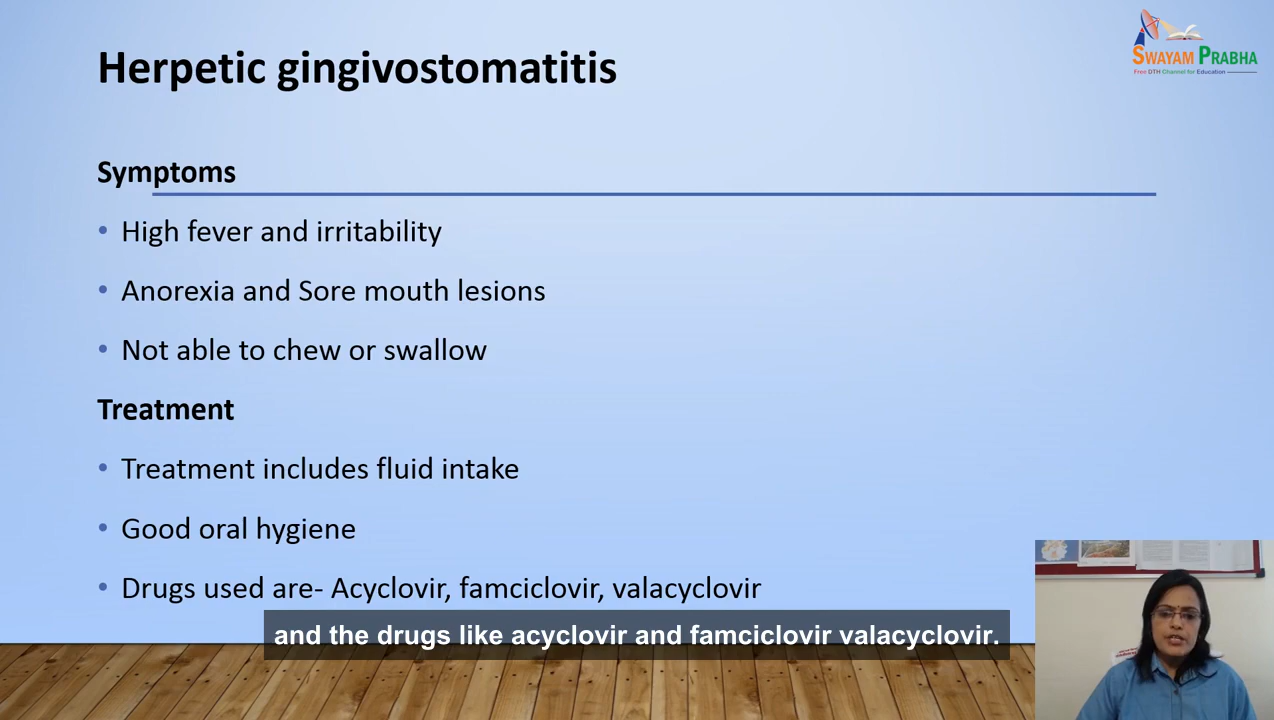 Herpetic gingivostomatitis
SWAYAM PRABHA
Free DTH Channel for Education
Symptoms
• High fever and irritability
• Anorexia and Sore mouth lesions
• Not able to chew or swallow
Treatment
• Treatment includes fluid intake
• Good oral hygiene
• Drugs used are- Acyclovir, famciclovir, valacyclovir
and the drugs like acyclovir and famciclovir valacyclovir.